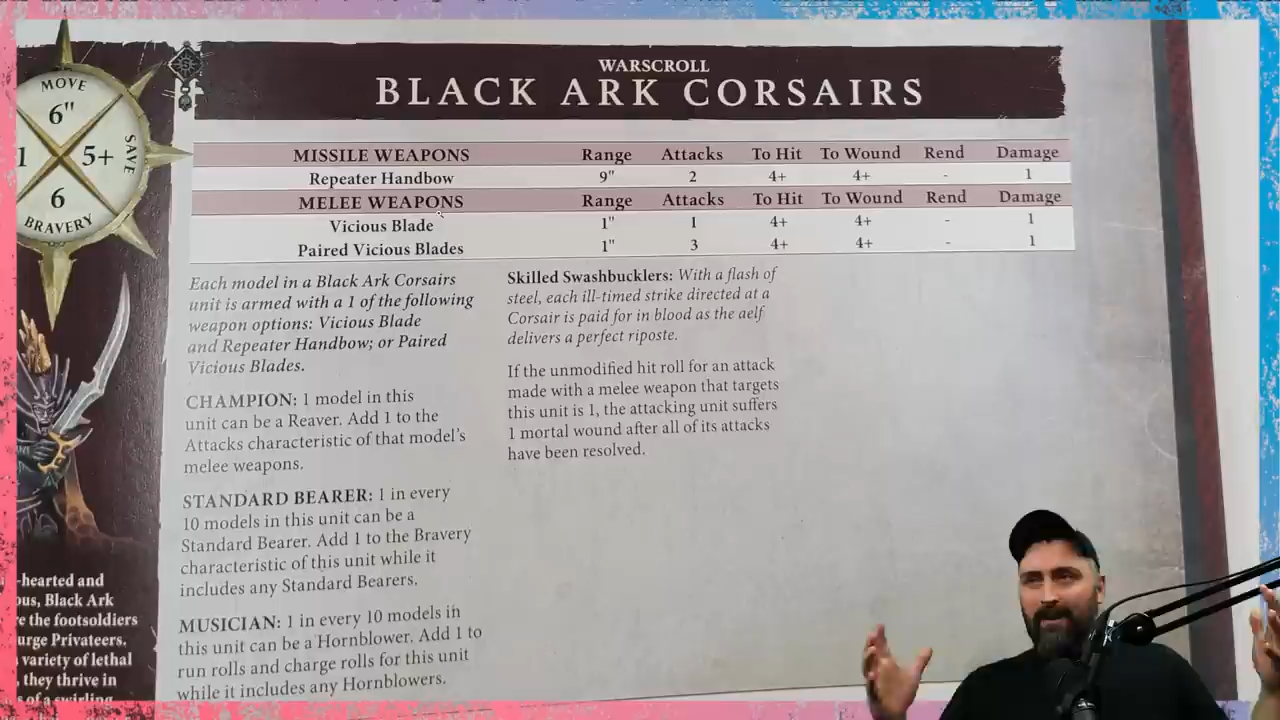 MOVE
6"
1
5+
SAVE
6
BRAVERY
WARSCROLL
BLACK ARK CORSAIRS
MISSILE WEAPONS Range Attacks To Hit To Wound Rend Damage
Repeater Handbow 9" 2 4+ 4+ - 1
MELEE WEAPONS Range Attacks To Hit To Wound Rend Damage
Vicious Blade 1" 1 4+ 4+ - 1
Paired Vicious Blades 1" 3 4+ 4+ - 1
Each model in a Black Ark Corsairs
unit is armed with a 1 of the following
weapon options: Vicious Blade
and Repeater Handbow; or Paired
Vicious Blades.
CHAMPION: 1 model in this
unit can be a Reaver. Add 1 to the
Attacks characteristic of that model's
melee weapons.
STANDARD BEARER: 1 in every
10 models in this unit can be a
Standard Bearer. Add 1 to the Bravery
characteristic of this unit while it
includes any Standard Bearers.
MUSICIAN: 1 in every 10 models in
this unit can be a Hornblower. Add 1 to
run rolls and charge rolls for this unit
while it includes any Hornblowers.
Skilled Swashbucklers: With a flash of
steel, each ill-timed strike directed at a
Corsair is paid for in blood as the aelf
delivers a perfect riposte.
If the unmodified hit roll for an attack
made with a melee weapon that targets
this unit is 1, the attacking unit suffers
1 mortal wound after all of its attacks
have been resolved.
-hearted and
ous, Black Ark
re the footsoldiers
urge Privateers.
variety of lethal
, they thrive in
s of a swirling